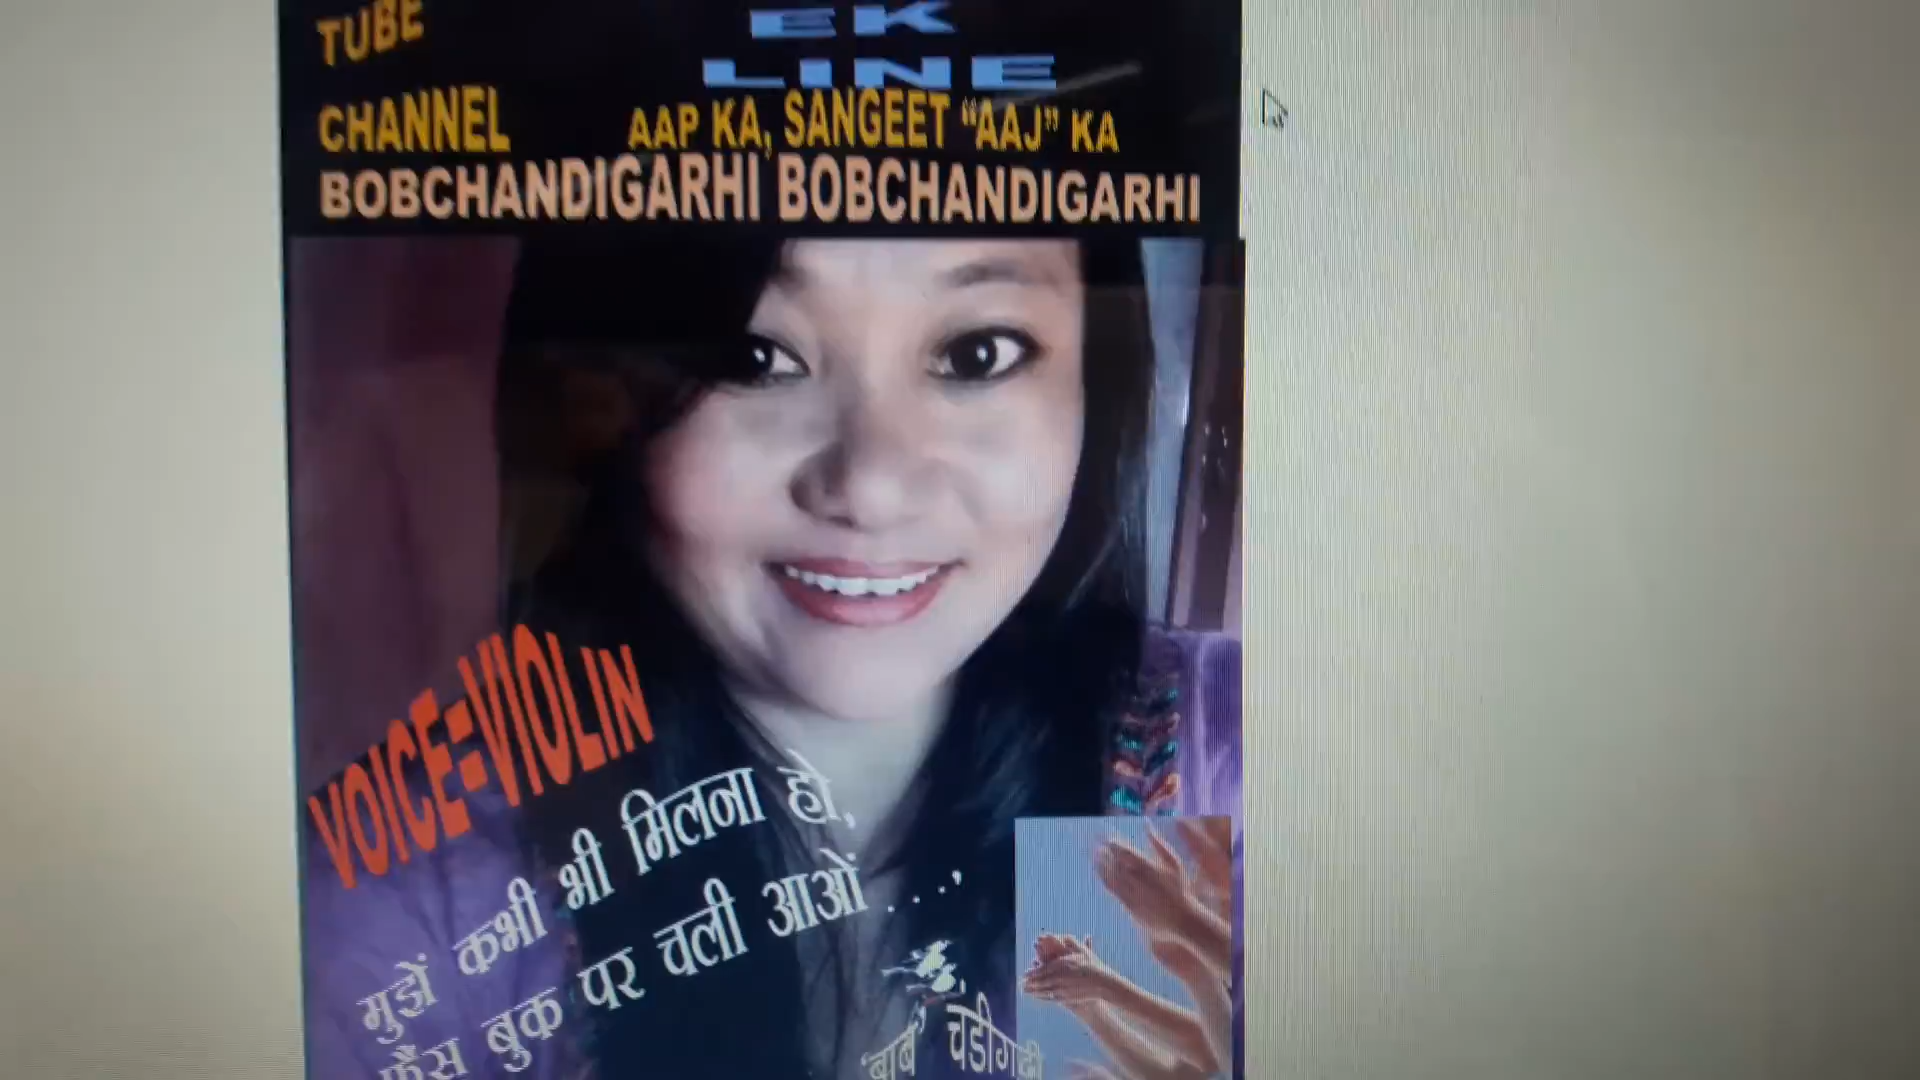 TUBE
EK
LINE
CHANNEL
AAP KA, SANGEET “AAJ” KA
BOBCHANDIGARHI BOBCHANDIGARHI
VOICE=VIOLIN
मुझें कभी भी मिलना हो,
फैंस बुक पर चली आओं . . .,
'बाब' चंडीगढ़ी